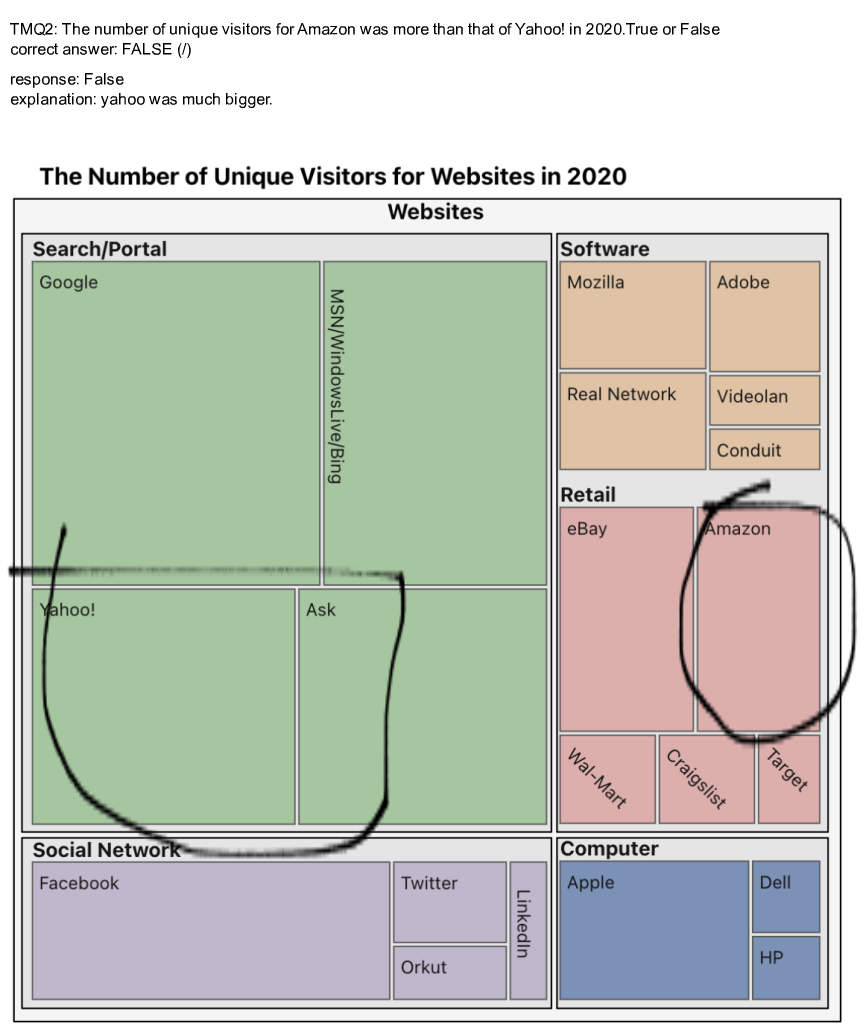 TMQ2: The number of unique visitors for Amazon was more than that of Yahoo! in 2020.True or False
correct answer: FALSE (/)
response: False
explanation: yahoo was much bigger.
The Number of Unique Visitors for Websites in 2020
Websites
Search/Portal
Google
MSN/WindowsLive/Bing
Yahoo!
Ask
Software
Mozilla
Adobe
Real Network
Videolan
Conduit
Retail
eBay
Amazon
Wal-Mart
Craigslist
Target
Social Network
Facebook
Twitter
Orkut
LinkedIn
Computer
Apple
Dell
HP